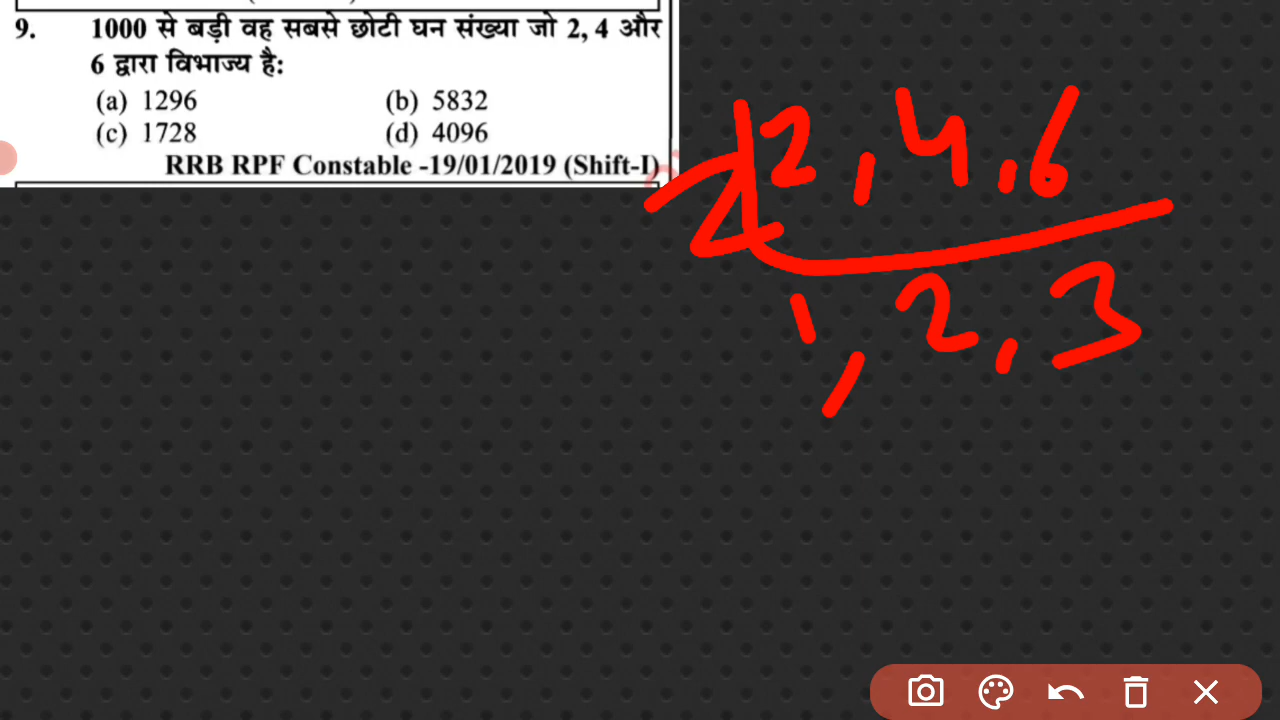 9. 1000 से बड़ी वह सबसे छोटी घन संख्या जो 2, 4 और
6 द्वारा विभाज्य है:
(a) 1296 (b) 5832
(c) 1728 (d) 4096
RRB RPF Constable -19/01/2019 (Shift-I)
2 2, 4, 6
1, 2, 3